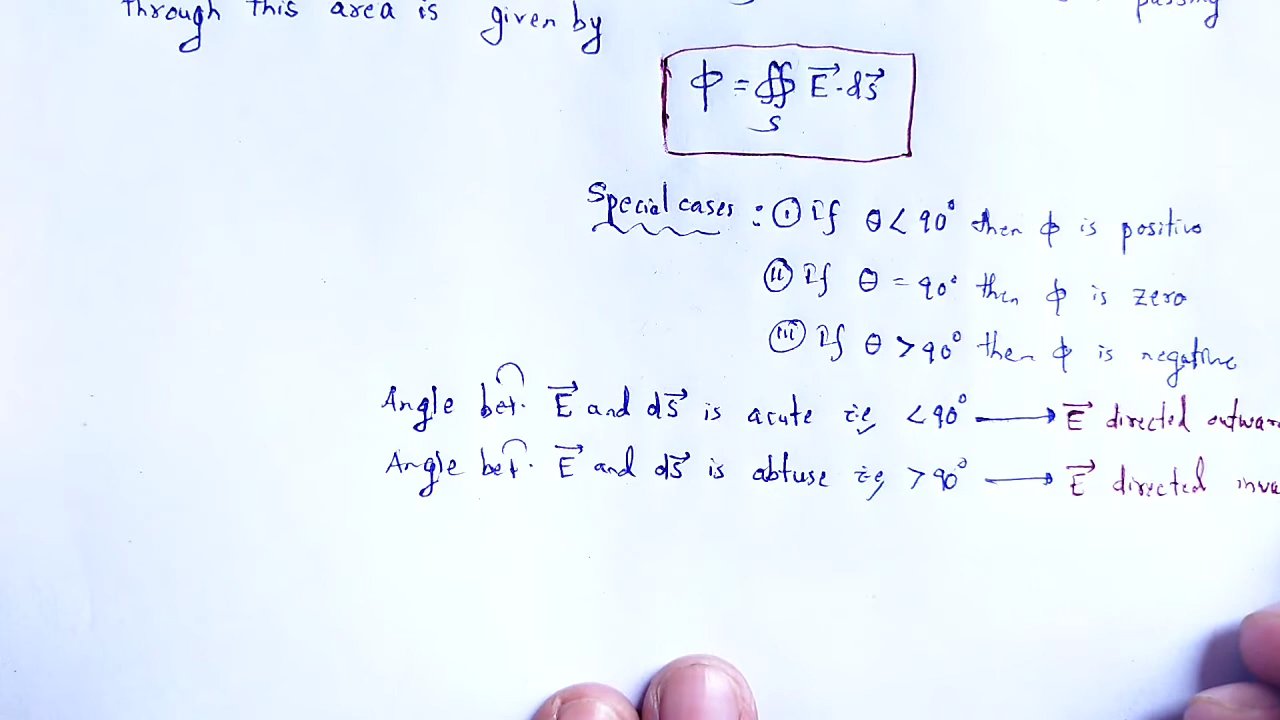 passing
through this area is given by
ϕ = ∯ E⃗·ds⃗
S
Special cases : ⓘ If θ < 90° then ϕ is positive
ⓘⓘ If θ = 90° then ϕ is zero
ⓘⓘⓘ If θ > 90° then ϕ is negative
Angle bet. E⃗ and ds⃗ is acute i.e, < 90° ⟶ E⃗ directed outwar
Angle bet. E⃗ and ds⃗ is obtuse i.e, > 90° ⟶ E⃗ directed inwa